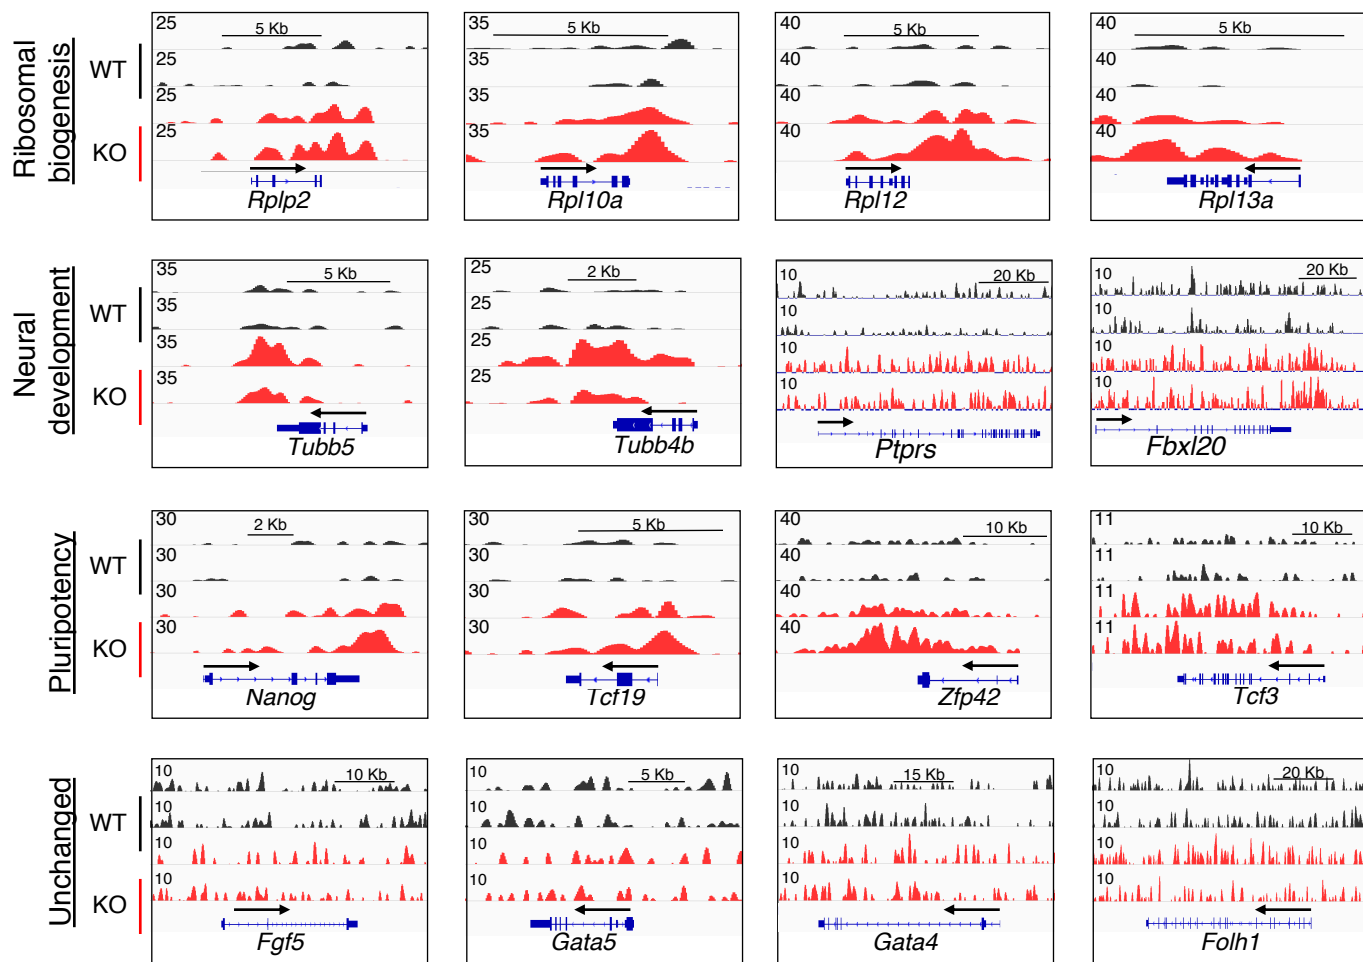 Ribosomal
biogenesis
WT
KO
25
5 Kb
25
25
25
Rplp2
35
5 Kb
35
35
35
Rpl10a
40
5 Kb
40
40
40
Rpl12
40
5 Kb
40
40
40
Rpl13a
Neural
development
WT
KO
35
5 Kb
35
35
35
Tubb5
25
2 Kb
25
25
25
Tubb4b
10
20 Kb
10
10
10
Ptprs
10
20 Kb
10
10
10
Fbxl20
Pluripotency
WT
KO
30
2 Kb
30
30
30
Nanog
30
5 Kb
30
30
30
Tcf19
40
10 Kb
40
40
40
Zfp42
11
10 Kb
11
11
11
Tcf3
Unchanged
WT
KO
10
10 Kb
10
10
10
Fgf5
10
5 Kb
10
10
10
Gata5
10
15 Kb
10
10
10
Gata4
10
20 Kb
10
10
10
Folh1